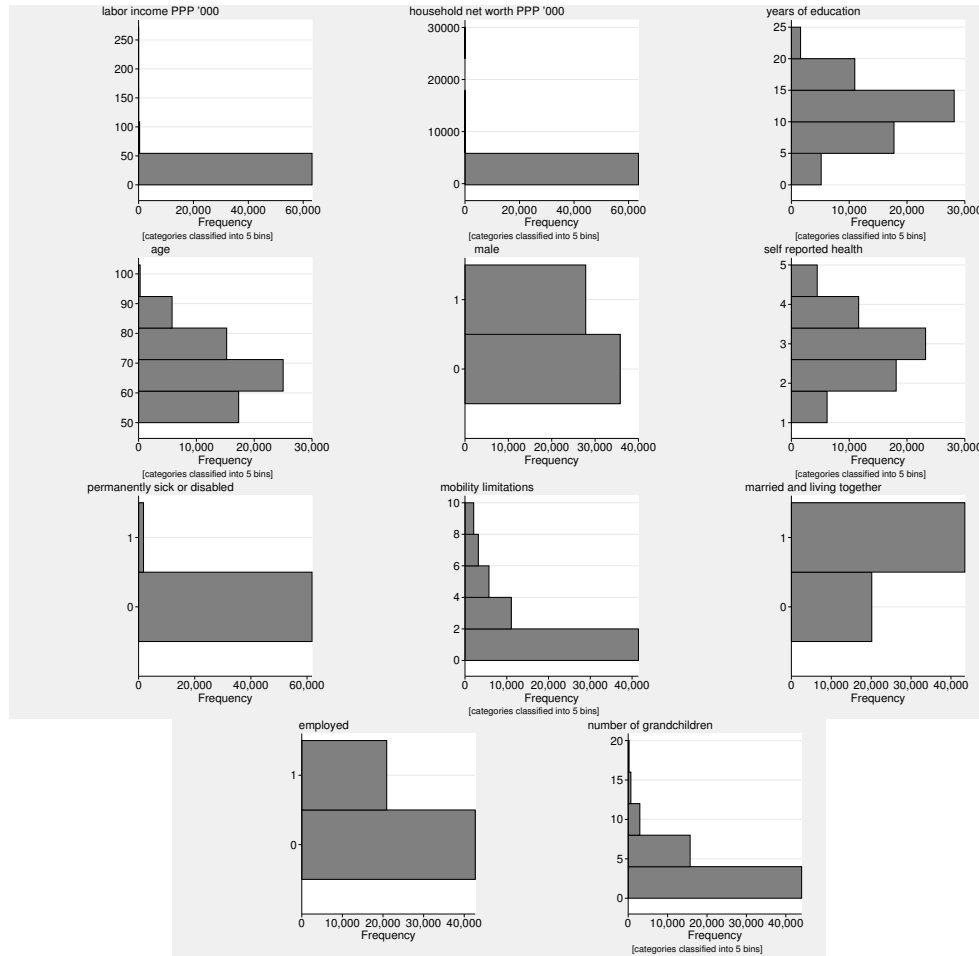 labor income PPP '000
250
200
150
100
50
0
0 20,000 40,000 60,000
Frequency
[categories classified into 5 bins]
household net worth PPP '000
30000
20000
10000
0
0 20,000 40,000 60,000
Frequency
[categories classified into 5 bins]
years of education
25
20
15
10
5
0
0 10,000 20,000 30,000
Frequency
[categories classified into 5 bins]
age
100
90
80
70
60
50
0 10,000 20,000 30,000
Frequency
[categories classified into 5 bins]
male
1
0
0 10,000 20,000 30,000 40,000
Frequency
self reported health
5
4
3
2
1
0 10,000 20,000 30,000
Frequency
[categories classified into 5 bins]
permanently sick or disabled
1
0
0 20,000 40,000 60,000
Frequency
mobility limitations
10
8
6
4
2
0
0 10,000 20,000 30,000 40,000
Frequency
[categories classified into 5 bins]
married and living together
1
0
0 10,000 20,000 30,000 40,000
Frequency
employed
1
0
0 10,000 20,000 30,000 40,000
Frequency
number of grandchildren
20
15
10
5
0
0 10,000 20,000 30,000 40,000
Frequency
[categories classified into 5 bins]